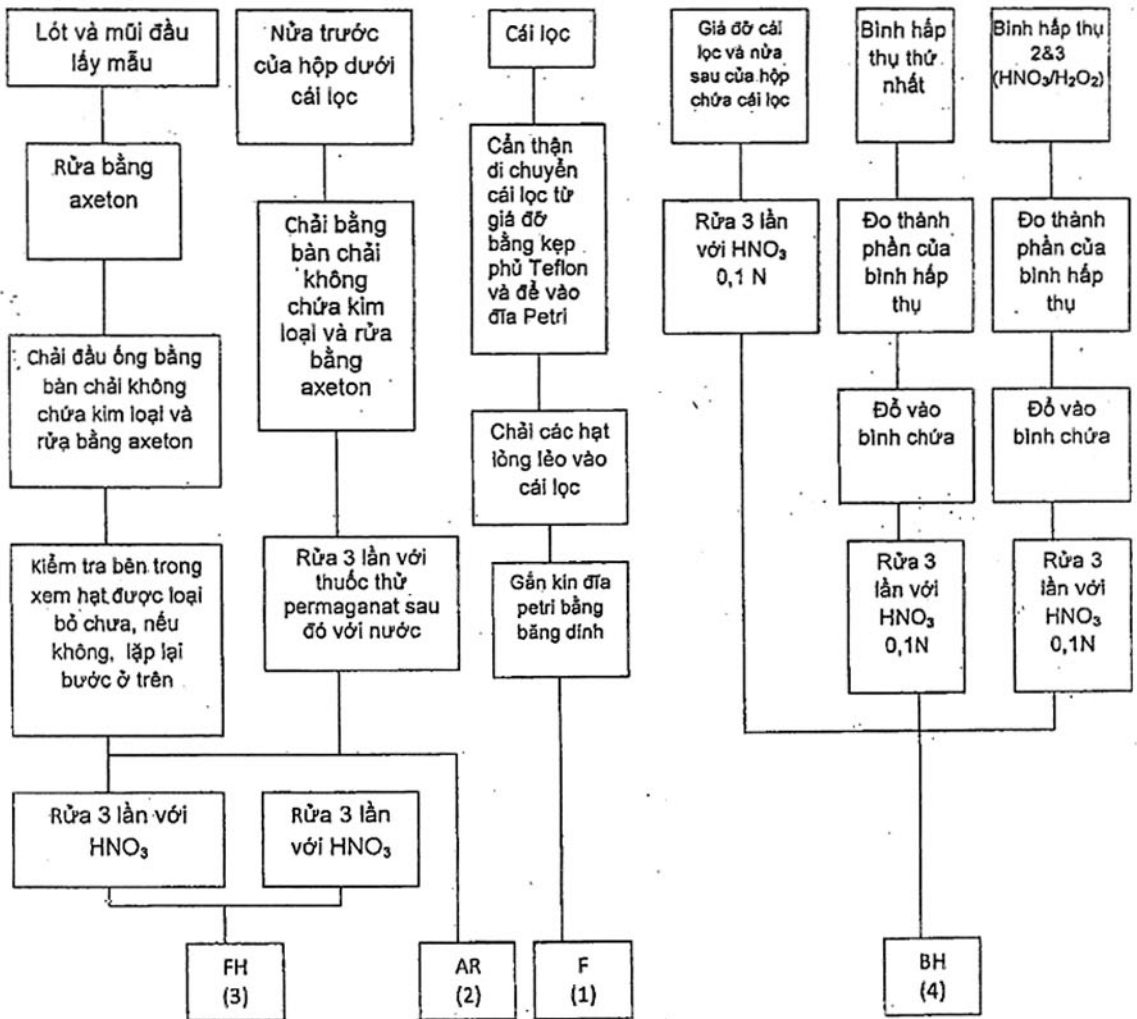 Lót và mũi đầu
lấy mẫu
Rửa bằng
axeton
Chải đầu ống bằng
bàn chải không
chứa kim loại và
rửa bằng axeton
Kiểm tra bên trong
xem hạt được loại
bỏ chưa, nếu
không, lặp lại
bước ở trên
Rửa 3 lần với
HNO₃
Nửa trước
của hộp dưới
cái lọc
Chải bằng
bàn chải
không
chứa kim
loại và rửa
bằng
axeton
Rửa 3 lần với
thuốc thử
permaganat sau
đó với nước
Rửa 3 lần
với HNO₃
FH
(3)
AR
(2)
Cái lọc
Cẩn thận
di chuyển
cái lọc từ
giá đỡ
bằng kẹp
phủ Teflon
và để vào
đĩa Petri
Chải các hạt
lỏng lẻo vào
cái lọc
Gắn kín đĩa
petri bằng
băng dính
F
(1)
Giá đỡ cái
lọc và nửa
sau của hộp
chứa cái lọc
Rửa 3 lần
với HNO₃
0,1 N
Bình hấp
thụ thứ
nhất
Đo thành
phần của
bình hấp
thụ
Đổ vào
bình chứa
Rửa 3
lần với
HNO₃
0,1N
Bình hấp thụ
2&3
(HNO₃/H₂O₂)
Đo thành
phần của
bình hấp
thụ
Đổ vào
bình chứa
Rửa 3
lần với
HNO₃
0,1N
BH
(4)